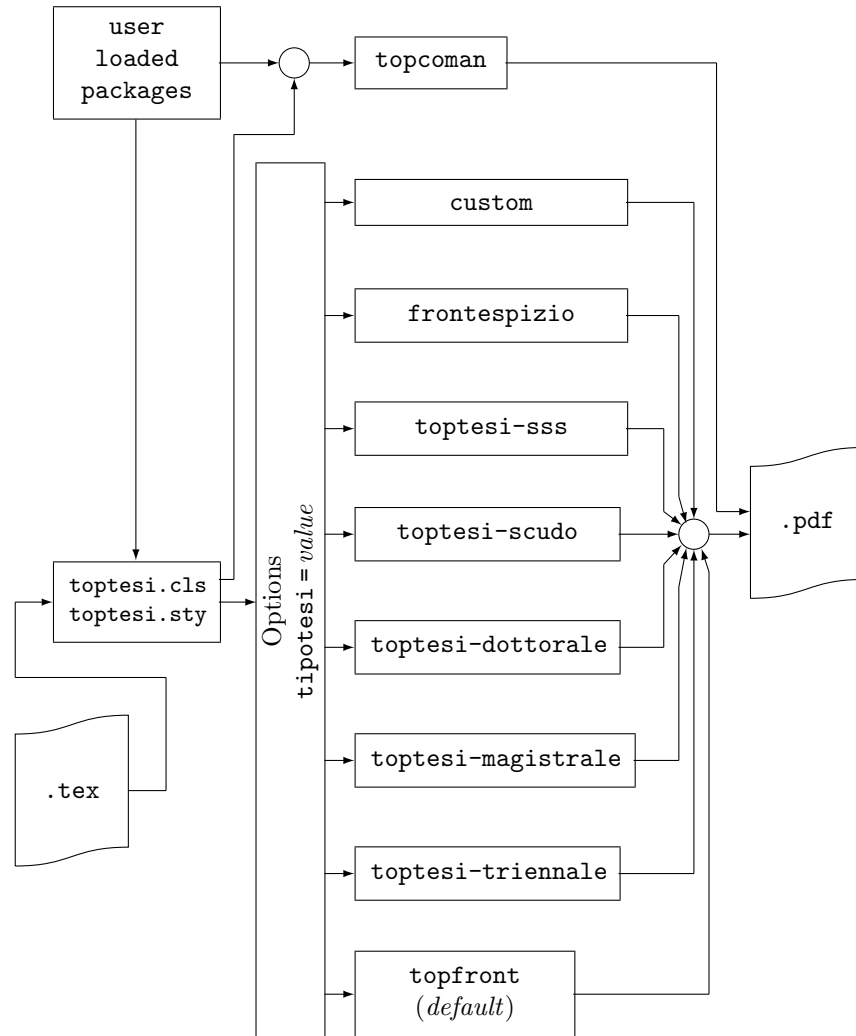 user
loaded
packages
topcoman
custom
frontespizio
toptesi-sss
toptesi-scudo
.pdf
toptesi.cls
toptesi.sty
Options
tipotesi = value
toptesi-dottorale
toptesi-magistrale
.tex
toptesi-triennale
topfront
(default)